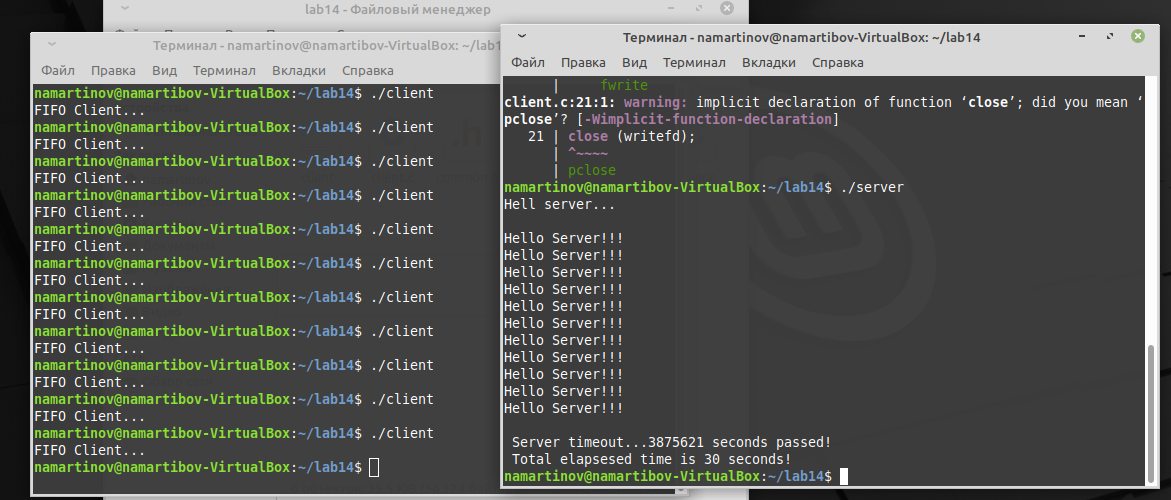 lab14 - Файловый менеджер
Терминал - namartinov@namartibov-VirtualBox: ~/lab1
Файл Правка Вид Терминал Вкладки Справка
namartinov@namartibov-VirtualBox:~/lab14$ ./client
FIFO Client...
namartinov@namartibov-VirtualBox:~/lab14$ ./client
FIFO Client...
namartinov@namartibov-VirtualBox:~/lab14$ ./client
FIFO Client...
namartinov@namartibov-VirtualBox:~/lab14$ ./client
FIFO Client...
namartinov@namartibov-VirtualBox:~/lab14$ ./client
FIFO Client...
namartinov@namartibov-VirtualBox:~/lab14$ ./client
FIFO Client...
namartinov@namartibov-VirtualBox:~/lab14$ ./client
FIFO Client...
namartinov@namartibov-VirtualBox:~/lab14$ ./client
FIFO Client...
namartinov@namartibov-VirtualBox:~/lab14$ ./client
FIFO Client...
namartinov@namartibov-VirtualBox:~/lab14$ ./client
FIFO Client...
namartinov@namartibov-VirtualBox:~/lab14$ ./client
FIFO Client...
namartinov@namartibov-VirtualBox:~/lab14$
Терминал - namartinov@namartibov-VirtualBox: ~/lab14
Файл Правка Вид Терминал Вкладки Справка
      |     fwrite
client.c:21:1: warning: implicit declaration of function ‘close’; did you mean ‘
pclose’? [-Wimplicit-function-declaration]
   21 | close (writefd);
      | ^~~~~
      | pclose
namartinov@namartibov-VirtualBox:~/lab14$ ./server
Hell server...
Hello Server!!!
Hello Server!!!
Hello Server!!!
Hello Server!!!
Hello Server!!!
Hello Server!!!
Hello Server!!!
Hello Server!!!
Hello Server!!!
Hello Server!!!
Hello Server!!!
Server timeout...3875621 seconds passed!
Total elapsesed time is 30 seconds!
namartinov@namartibov-VirtualBox:~/lab14$